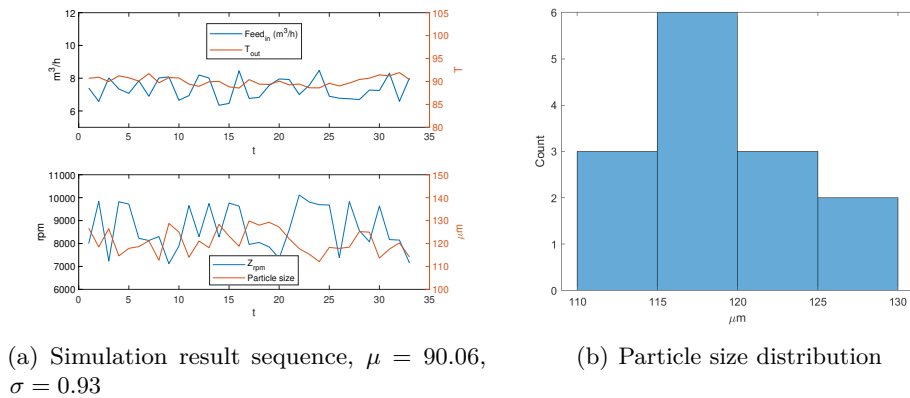 12
10
8
6
m³/h
105
100
95
90
85
80
T
Feed_in (m³/h)
T_out
0 5 10 15 20 25 30 35
t
11000
10000
9000
8000
7000
6000
rpm
150
140
130
120
110
100
μm
Z_rpm
Particle size
0 5 10 15 20 25 30 35
t
(a) Simulation result sequence, μ = 90.06,
σ = 0.93
6
5
4
3
2
1
0
Count
110 115 120 125 130
μm
(b) Particle size distribution